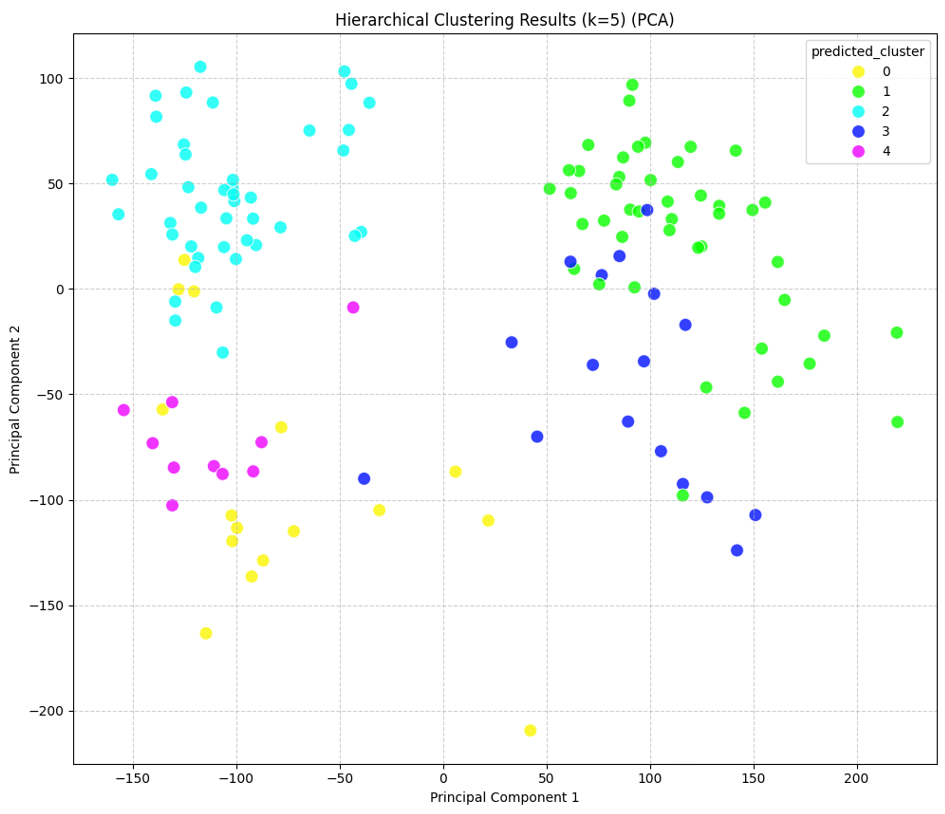 Hierarchical Clustering Results (k=5) (PCA)
predicted_cluster
0
1
2
3
4
100
50
0
−50
−100
−150
−200
Principal Component 2
−150 −100 −50 0 50 100 150 200
Principal Component 1